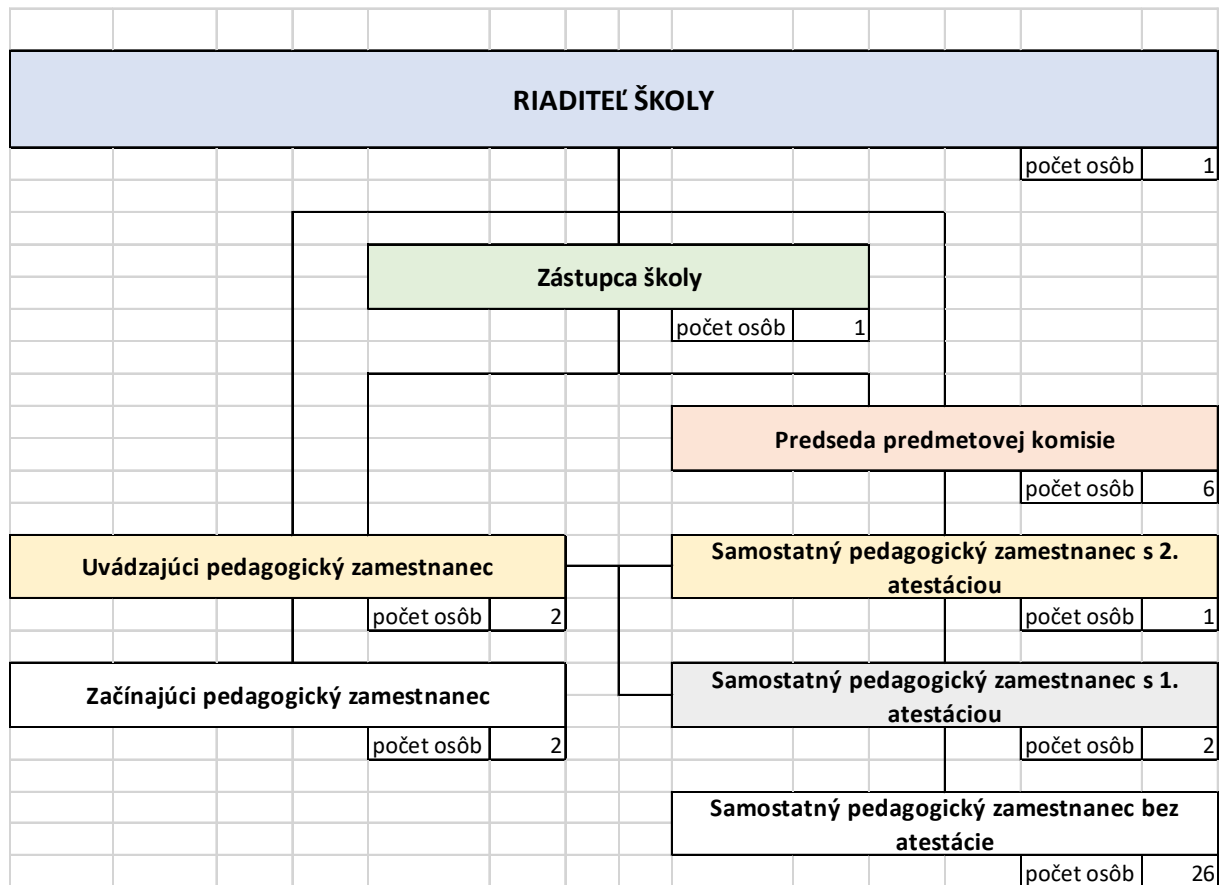 RIADITEĽ ŠKOLY
počet osôb 1
Zástupca školy
počet osôb 1
Predseda predmetovej komisie
počet osôb 6
Uvádzajúci pedagogický zamestnanec
Samostatný pedagogický zamestnanec s 2.
atestáciou
počet osôb 2
počet osôb 1
Začínajúci pedagogický zamestnanec
Samostatný pedagogický zamestnanec s 1.
atestáciou
počet osôb 2
počet osôb 2
Samostatný pedagogický zamestnanec bez
atestácie
počet osôb 26